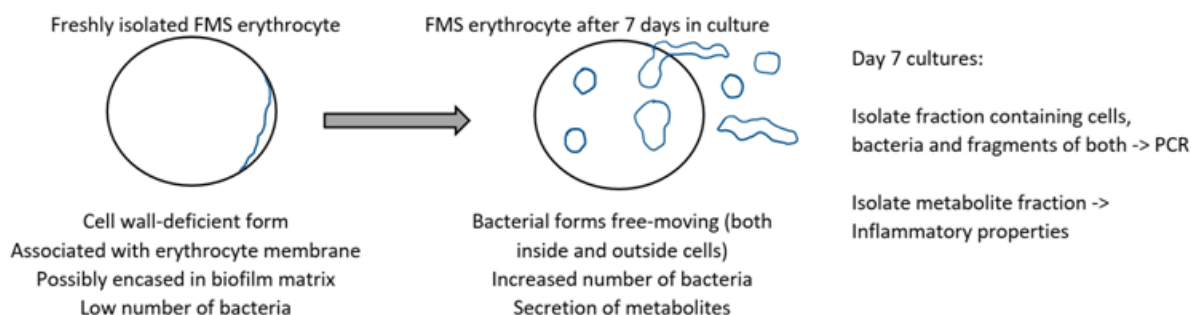 Freshly isolated FMS erythrocyte
Cell wall-deficient form
Associated with erythrocyte membrane
Possibly encased in biofilm matrix
Low number of bacteria
FMS erythrocyte after 7 days in culture
Bacterial forms free-moving (both
inside and outside cells)
Increased number of bacteria
Secretion of metabolites
Day 7 cultures:
Isolate fraction containing cells,
bacteria and fragments of both -> PCR
Isolate metabolite fraction ->
Inflammatory properties